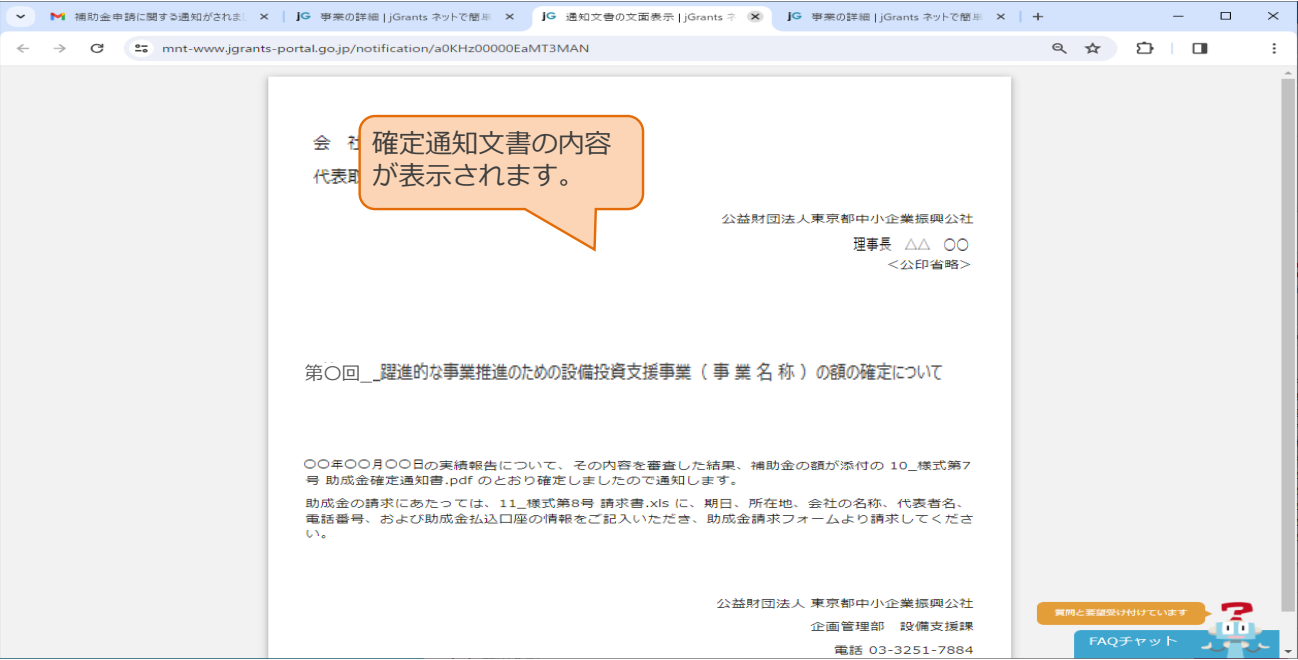 補助金申請に関する通知がされま
jG 事業の詳細 | jGrants ネットで簡単
jG 通知文書の文面表示 | jGrants ネ
jG 事業の詳細 | jGrants ネットで簡単
mnt-www.jgrants-portal.go.jp/notification/a0KHz00000EaMT3MAN
会 社
代表取
確定通知文書の内容
が表示されます。
公益財団法人東京都中小企業振興公社
理事長 △△ 〇〇
<公印省略>
第〇回__躍進的な事業推進のための設備投資支援事業（ 事 業 名 称 ）の額の確定について
〇〇年〇〇月〇〇日の実績報告について、その内容を審査した結果、補助金の額が添付の 10_様式第7
号 助成金確定通知書.pdf のとおり確定しましたので通知します。
助成金の請求にあたっては、11_様式第8号 請求書.xls に、期日、所在地、会社の名称、代表者名、
電話番号、および助成金払込口座の情報をご記入いただき、助成金請求フォームより請求してくださ
い。
公益財団法人 東京都中小企業振興公社
企画管理部 設備支援課
電話 03-3251-7884
質問と要望受け付けています
FAQチャット